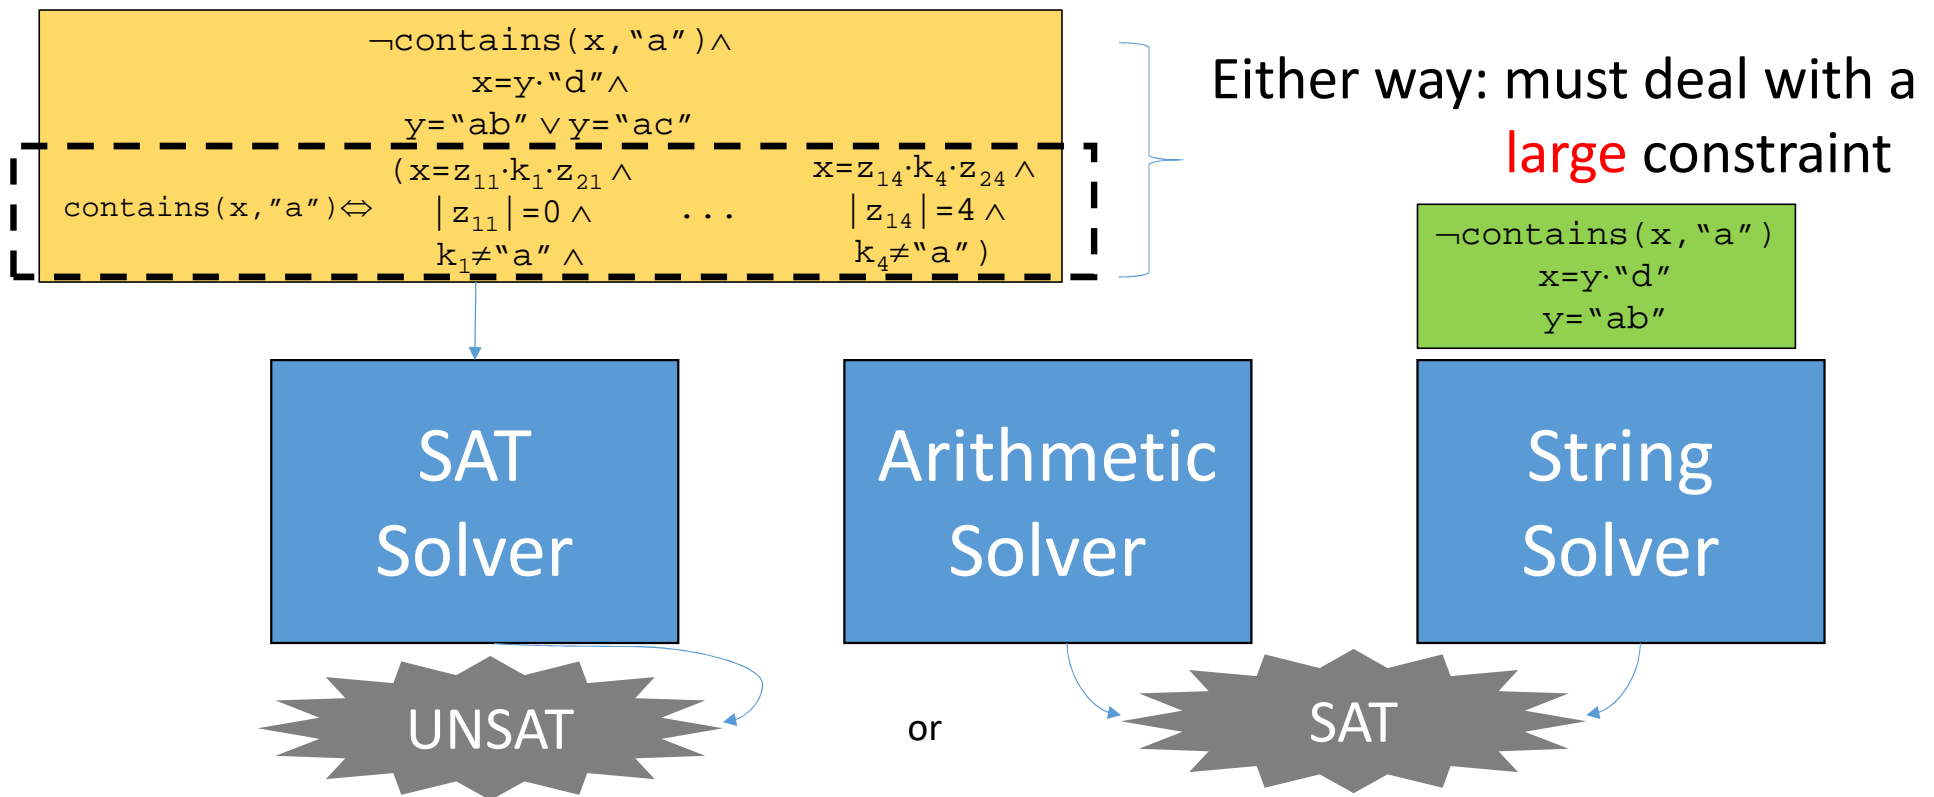 ¬contains(x,“a”)∧
x=y·“d”∧
y=“ab” ∨ y=“ac”
contains(x,”a”)⇔
(x=z₁₁·k₁·z₂₁ ∧
|z₁₁|=0 ∧
k₁≠“a” ∧
...
x=z₁₄·k₄·z₂₄ ∧
|z₁₄|=4 ∧
k₄≠“a”)
Either way: must deal with a
large constraint
¬contains(x,“a”)
x=y·“d”
y=“ab”
SAT
Solver
Arithmetic
Solver
String
Solver
UNSAT
or
SAT